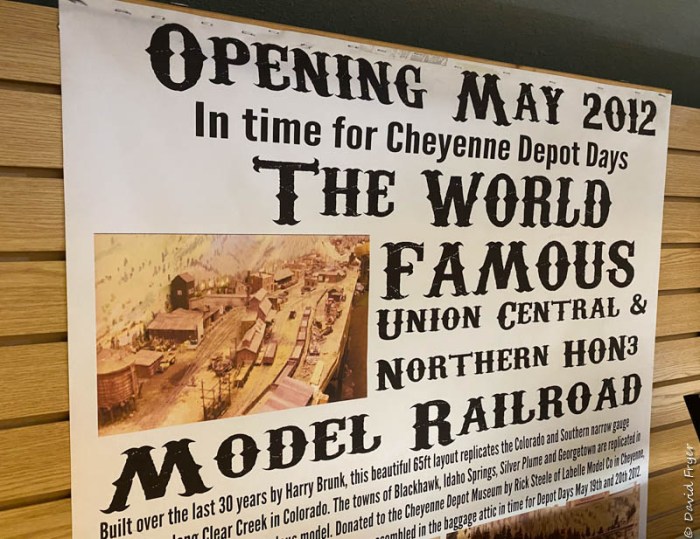 OPENING MAY 2012
In time for Cheyenne Depot Days
THE WORLD
FAMOUS
UNION CENTRAL &
NORTHERN HON3
MODEL RAILROAD
Built over the last 30 years by Harry Brunk, this beautiful 65ft layout replicates the Colorado and Southern narrow gauge
Clear Creek in Colorado. The towns of Blackhawk, Idaho Springs, Silver Plume and Georgetown are replicated in
model. Donated to the Cheyenne Depot Museum by Rick Steele of Labelle Model Co in Cheyenne,
in the baggage attic in time for Depot Days May 19th and 20th 2012.
© David Fryer